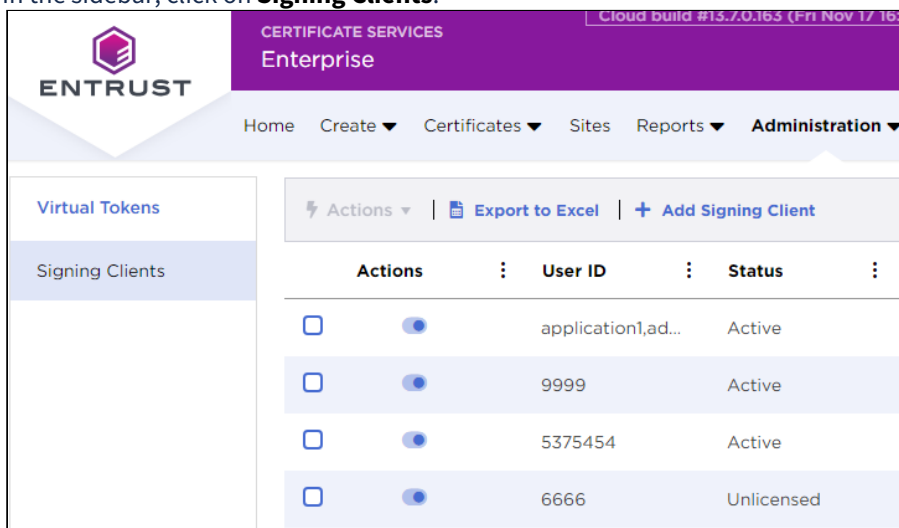 In the sidebar, click on Signing Clients.
Cloud build #13.7.0.163 (Fri Nov 17 16:
CERTIFICATE SERVICES
Enterprise
ENTRUST
Home Create Certificates Sites Reports Administration
Virtual Tokens
Signing Clients
Actions Export to Excel + Add Signing Client
Actions User ID Status
application1,ad... Active
9999 Active
5375454 Active
6666 Unlicensed